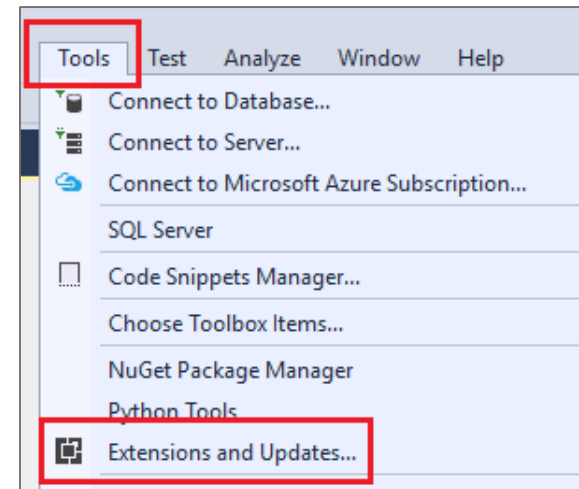 Tools Test Analyze Window Help
Connect to Database...
Connect to Server...
Connect to Microsoft Azure Subscription...
SQL Server
Code Snippets Manager...
Choose Toolbox Items...
NuGet Package Manager
Python Tools
Extensions and Updates...